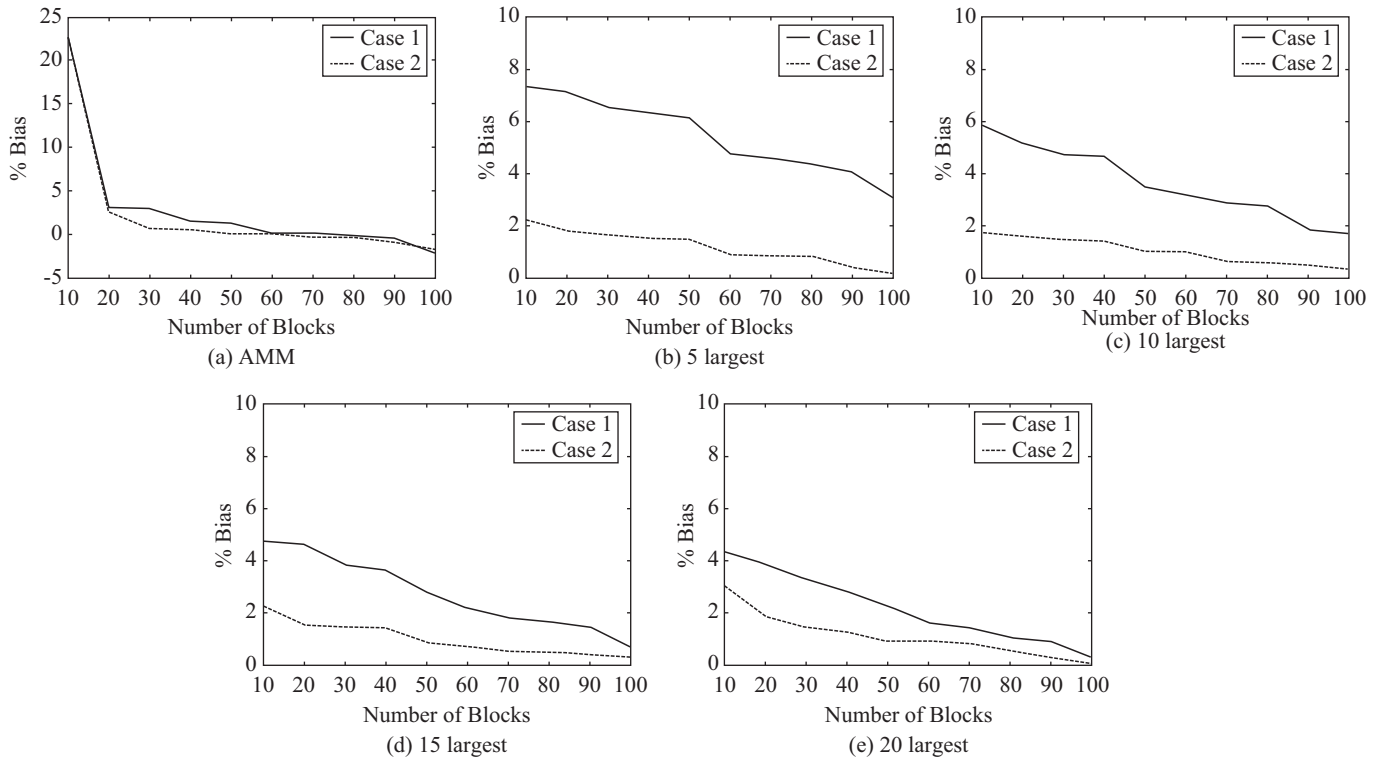 25
20
15
10
5
0
-5
% Bias
Case 1
Case 2
10 20 30 40 50 60 70 80 90 100
Number of Blocks
(a) AMM
10
8
6
4
2
0
% Bias
Case 1
Case 2
10 20 30 40 50 60 70 80 90 100
Number of Blocks
(b) 5 largest
10
8
6
4
2
0
% Bias
Case 1
Case 2
10 20 30 40 50 60 70 80 90 100
Number of Blocks
(c) 10 largest
10
8
6
4
2
0
% Bias
Case 1
Case 2
10 20 30 40 50 60 70 80 90 100
Number of Blocks
(d) 15 largest
10
8
6
4
2
0
% Bias
Case 1
Case 2
10 20 30 40 50 60 70 80 90 100
Number of Blocks
(e) 20 largest